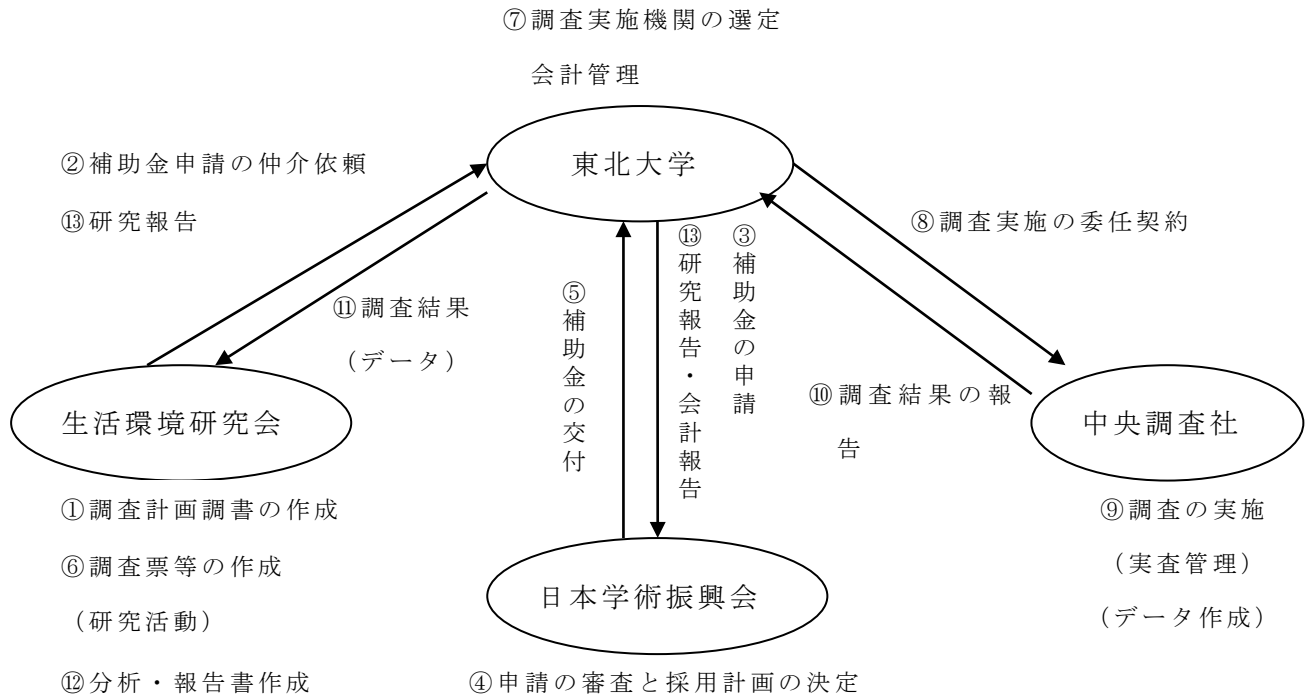 ⑦調査実施機関の選定
会計管理
東北大学
②補助金申請の仲介依頼
⑬研究報告
⑧調査実施の委任契約
⑪調査結果
（データ）
⑤補助金の交付
⑬研究報告・会計報告
③補助金の申請
⑩調査結果の報
告
生活環境研究会
中央調査社
①調査計画調書の作成
⑥調査票等の作成
（研究活動）
⑫分析・報告書作成
日本学術振興会
④申請の審査と採用計画の決定
⑨調査の実施
（実査管理）
（データ作成）